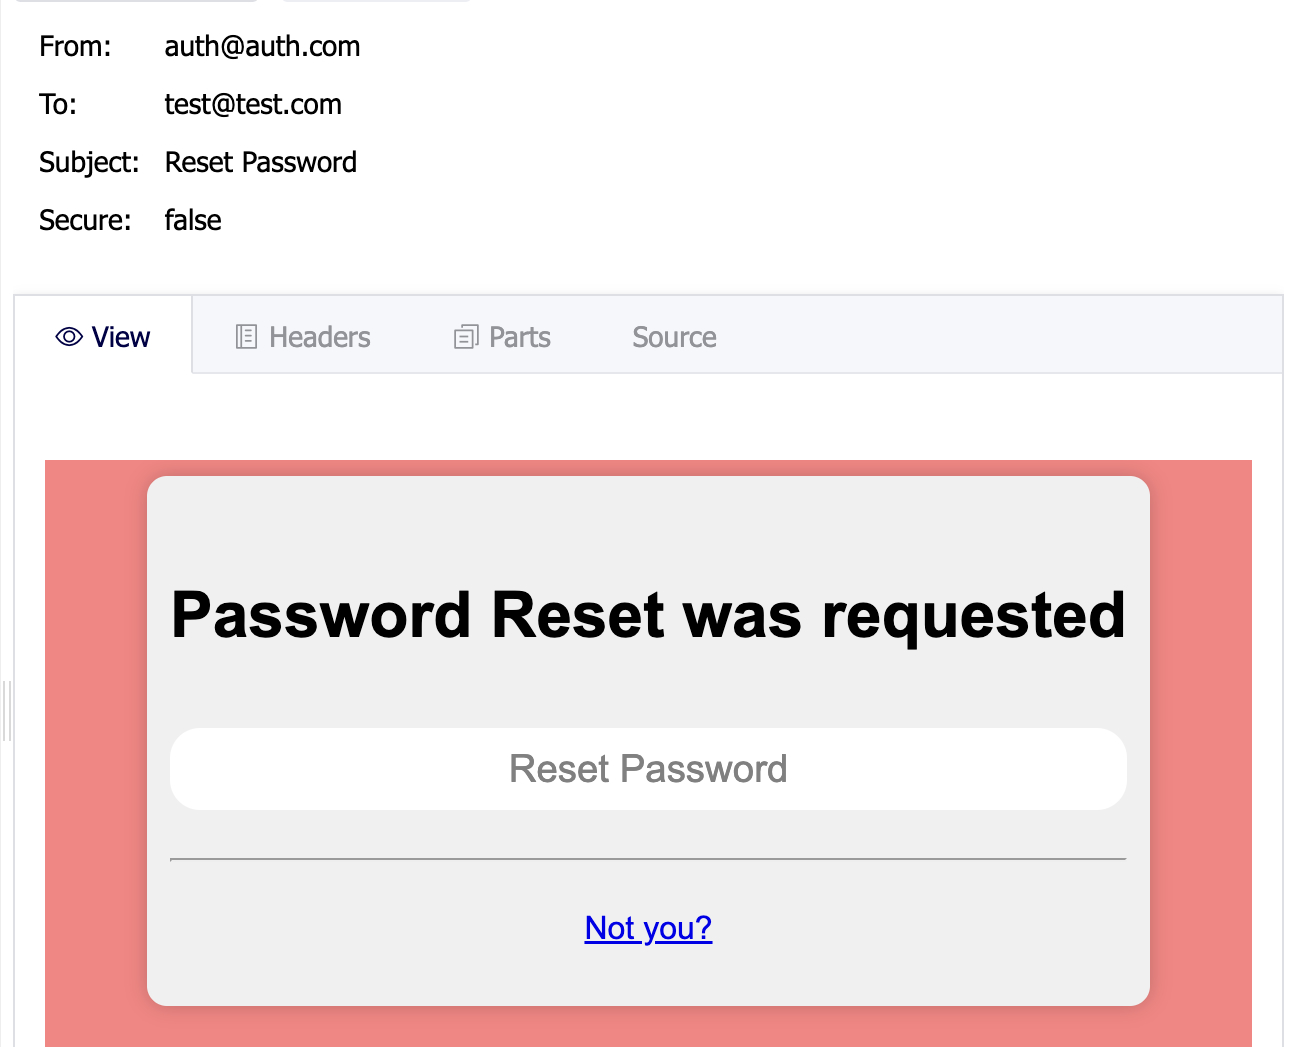 From: auth@auth.com
To: test@test.com
Subject: Reset Password
Secure: false
View Headers Parts Source
Password Reset was requested
Reset Password
Not you?